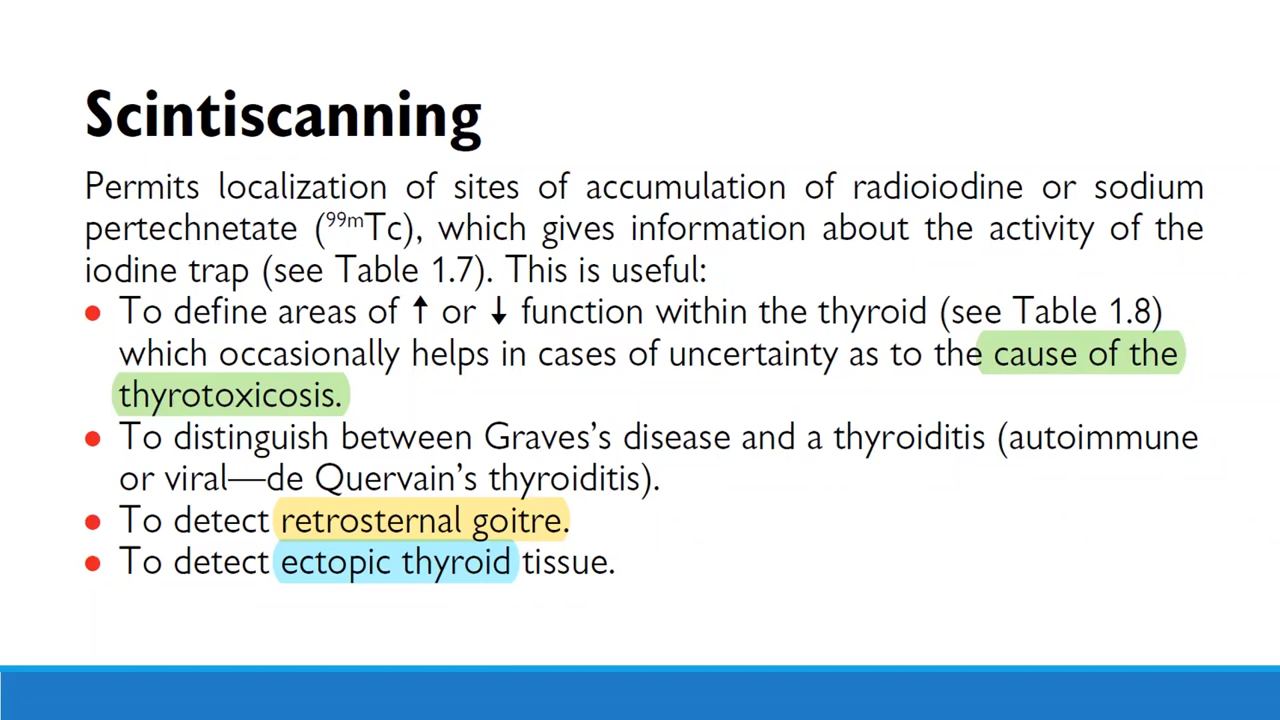 Scintiscanning
Permits localization of sites of accumulation of radioiodine or sodium
pertechnetate (⁹⁹ᵐTc), which gives information about the activity of the
iodine trap (see Table 1.7). This is useful:
• To define areas of ↑ or ↓ function within the thyroid (see Table 1.8)
which occasionally helps in cases of uncertainty as to the cause of the
thyrotoxicosis.
• To distinguish between Graves’s disease and a thyroiditis (autoimmune
or viral—de Quervain’s thyroiditis).
• To detect retrosternal goitre.
• To detect ectopic thyroid tissue.